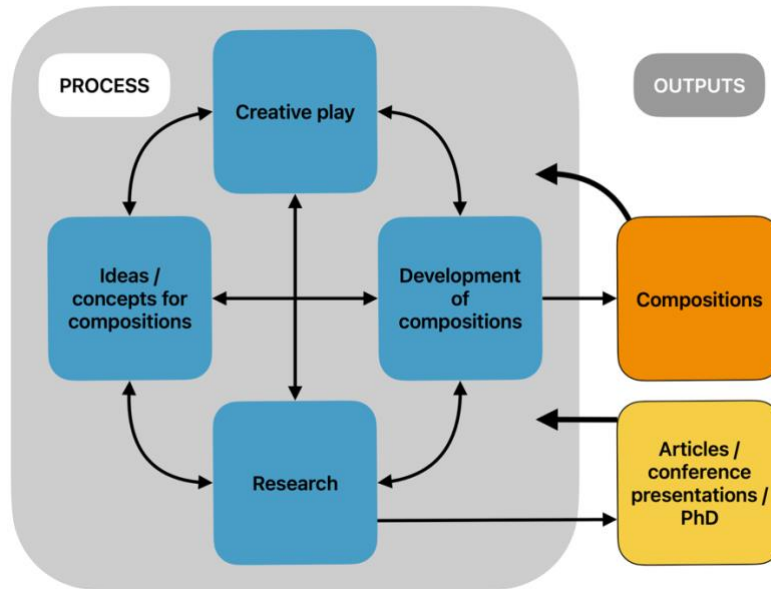 PROCESS
OUTPUTS
Creative play
Ideas /
concepts for
compositions
Development
of
compositions
Compositions
Research
Articles /
conference
presentations /
PhD